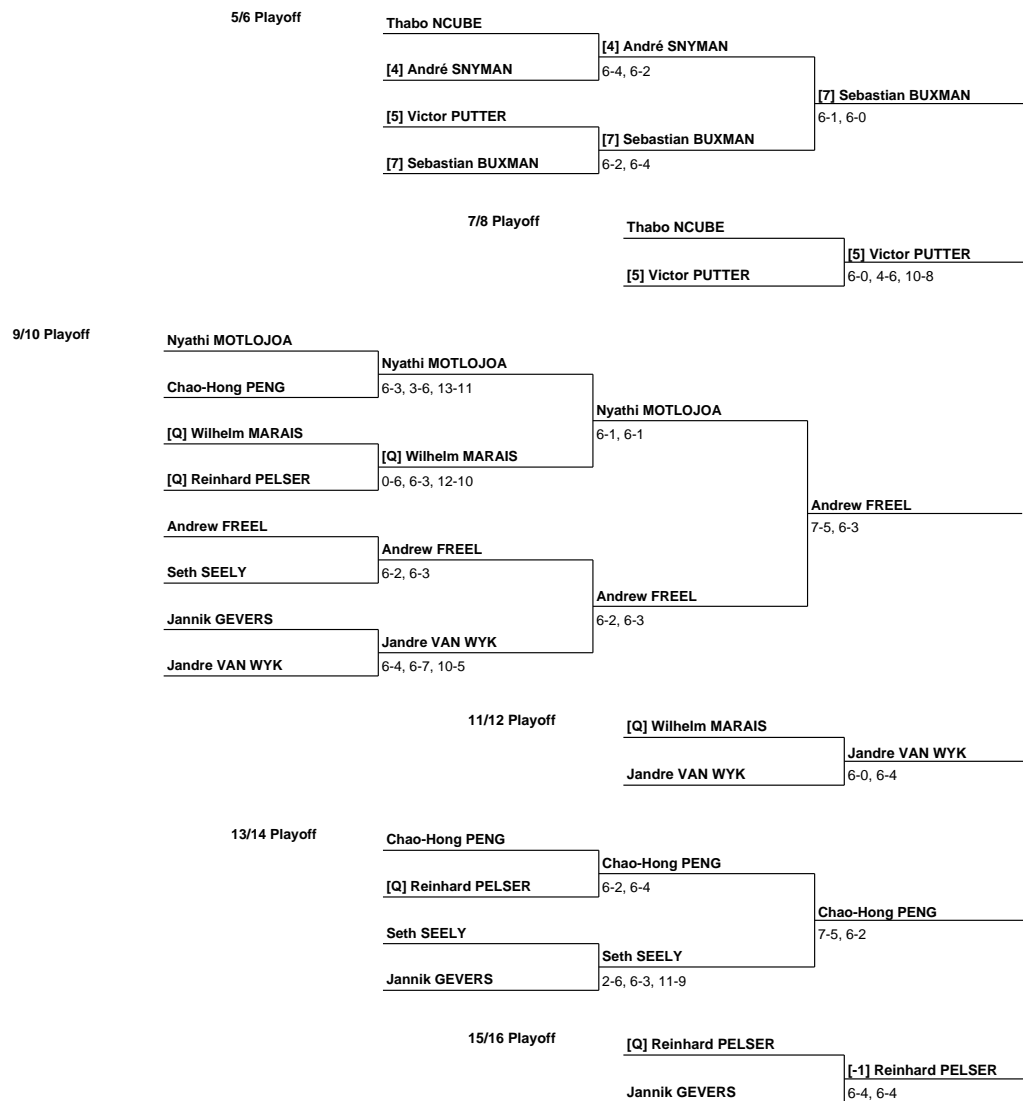 5/6 Playoff
Thabo NCUBE
[4] André SNYMAN
[4] André SNYMAN
6-4, 6-2
[7] Sebastian BUXMAN
6-1, 6-0
[5] Victor PUTTER
[7] Sebastian BUXMAN
[7] Sebastian BUXMAN
6-2, 6-4
7/8 Playoff
Thabo NCUBE
[5] Victor PUTTER
[5] Victor PUTTER
6-0, 4-6, 10-8
9/10 Playoff
Nyathi MOTLOJOA
Nyathi MOTLOJOA
Chao-Hong PENG
6-3, 3-6, 13-11
Nyathi MOTLOJOA
6-1, 6-1
[Q] Wilhelm MARAIS
[Q] Wilhelm MARAIS
[Q] Reinhard PELSER
0-6, 6-3, 12-10
Andrew FREEL
7-5, 6-3
Andrew FREEL
Andrew FREEL
Seth SEELY
6-2, 6-3
Andrew FREEL
6-2, 6-3
Jannik GEVERS
Jandre VAN WYK
Jandre VAN WYK
6-4, 6-7, 10-5
11/12 Playoff
[Q] Wilhelm MARAIS
Jandre VAN WYK
Jandre VAN WYK
6-0, 6-4
13/14 Playoff
Chao-Hong PENG
Chao-Hong PENG
[Q] Reinhard PELSER
6-2, 6-4
Chao-Hong PENG
7-5, 6-2
Seth SEELY
Seth SEELY
Jannik GEVERS
2-6, 6-3, 11-9
15/16 Playoff
[Q] Reinhard PELSER
[-1] Reinhard PELSER
Jannik GEVERS
6-4, 6-4